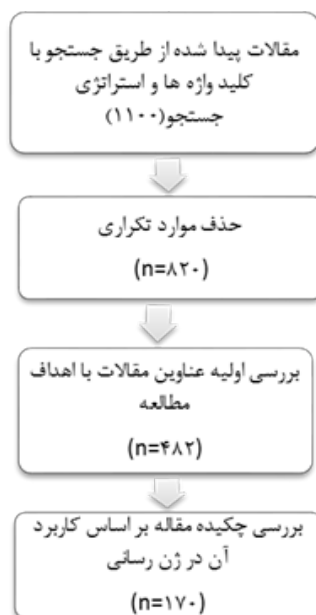 مقالات پیدا شده از طریق جستجو با
کلید واژه ها و استراتژی
جستجو(۱۱۰۰)
حذف موارد تکراری
(n=۸۲۰)
بررسی اولیه عناوین مقالات با اهداف
مطالعه
(n=۴۸۲)
بررسی چکیده مقاله بر اساس کاربرد
آن در ژن رسانی
(n=۱۷۰)